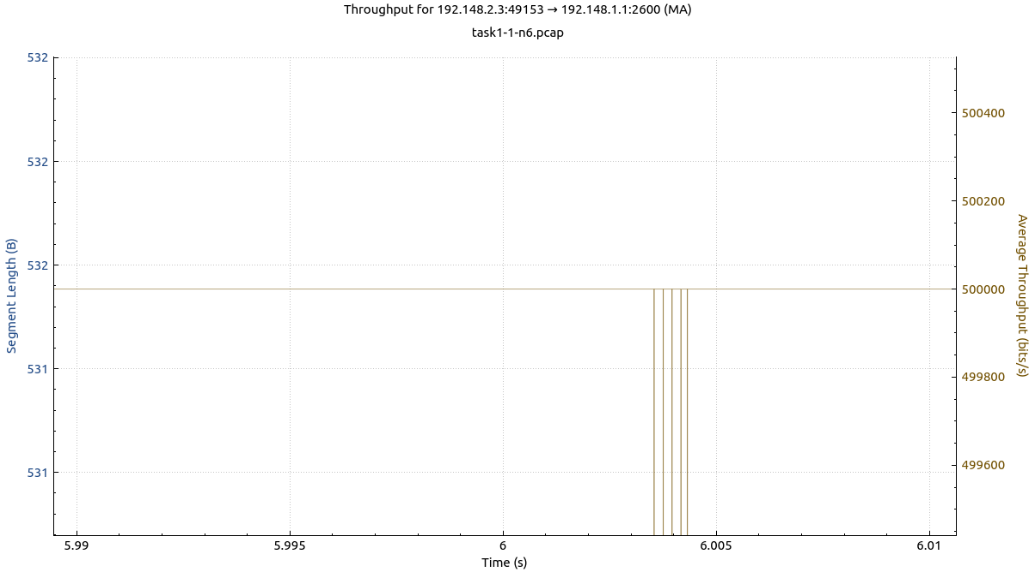 Throughput for 192.148.2.3:49153 → 192.148.1.1:2600 (MA)
task1-1-n6.pcap
Segment Length (B)
532
532
532
531
531
Average Throughput (bits/s)
500400
500200
500000
499800
499600
5.99 5.995 6 6.005 6.01
Time (s)